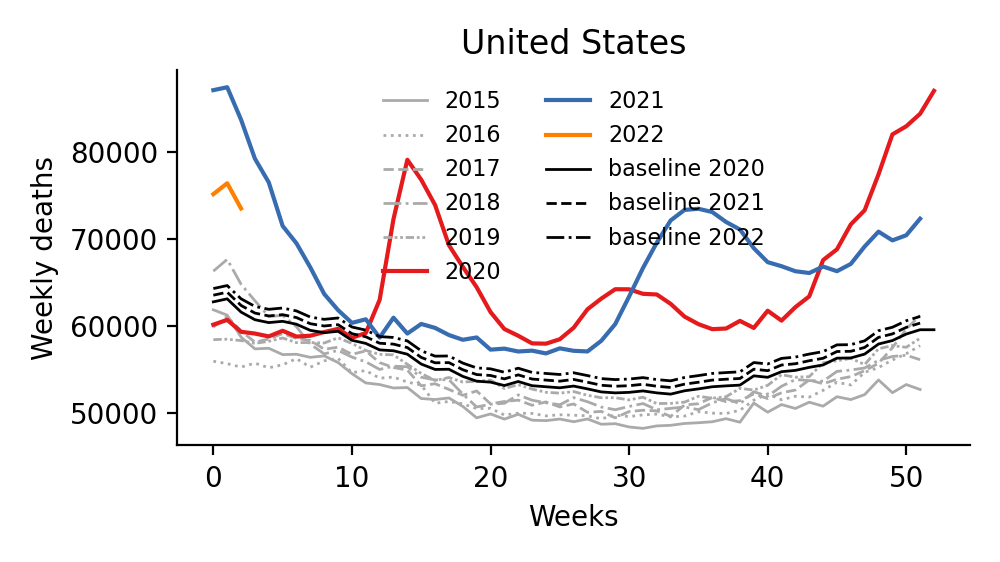 United States
Weekly deaths
80000
70000
60000
50000
2015
2016
2017
2018
2019
2020
2021
2022
baseline 2020
baseline 2021
baseline 2022
0 10 20 30 40 50
Weeks